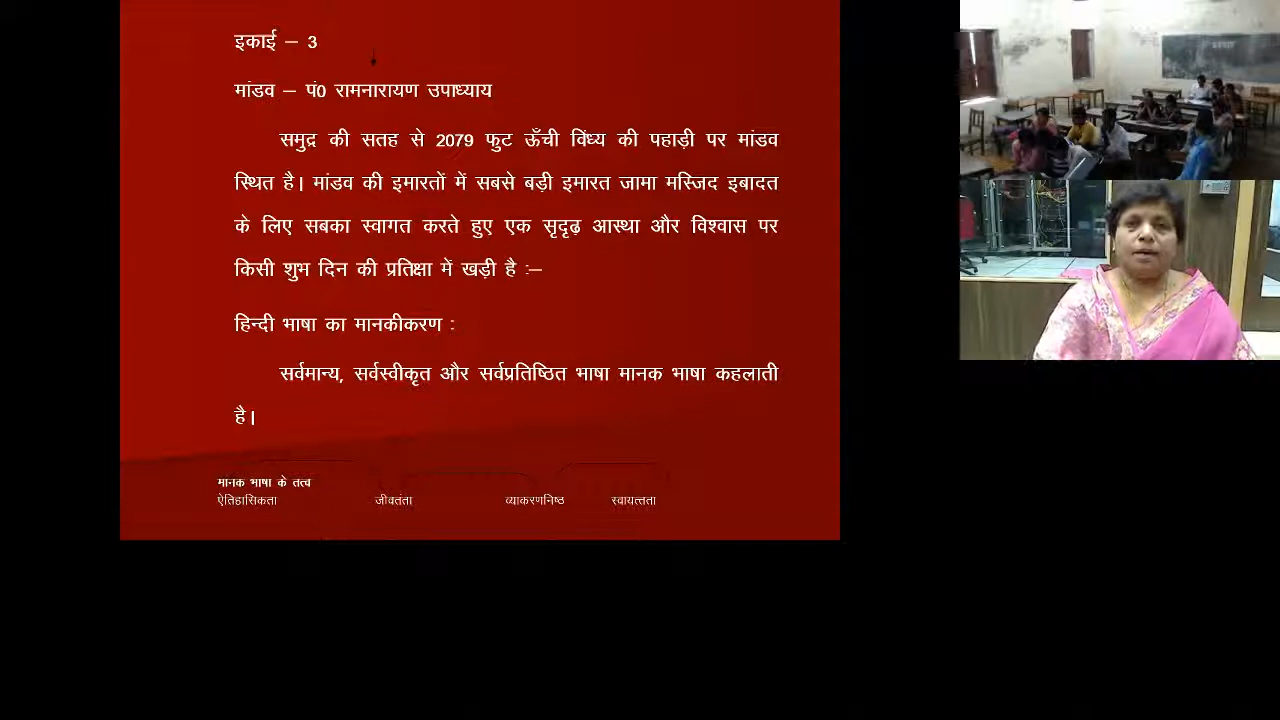 इकाई – 3
मांडव – पं0 रामनारायण उपाध्याय
समुद्र की सतह से 2079 फुट ऊँची विंध्य की पहाड़ी पर मांडव
स्थित है। मांडव की इमारतों में सबसे बड़ी इमारत जामा मस्जिद इबादत
के लिए सबका स्वागत करते हुए एक सृदृढ़ आस्था और विश्वास पर
किसी शुभ दिन की प्रतिक्षा में खड़ी है :–
हिन्दी भाषा का मानकीकरण :
सर्वमान्य, सर्वस्वीकृत और सर्वप्रतिष्ठित भाषा मानक भाषा कहलाती
है।
मानक भाषा के तत्व
ऐतिहासिकता जीवतंता व्याकरणनिष्ठ स्वायत्तता